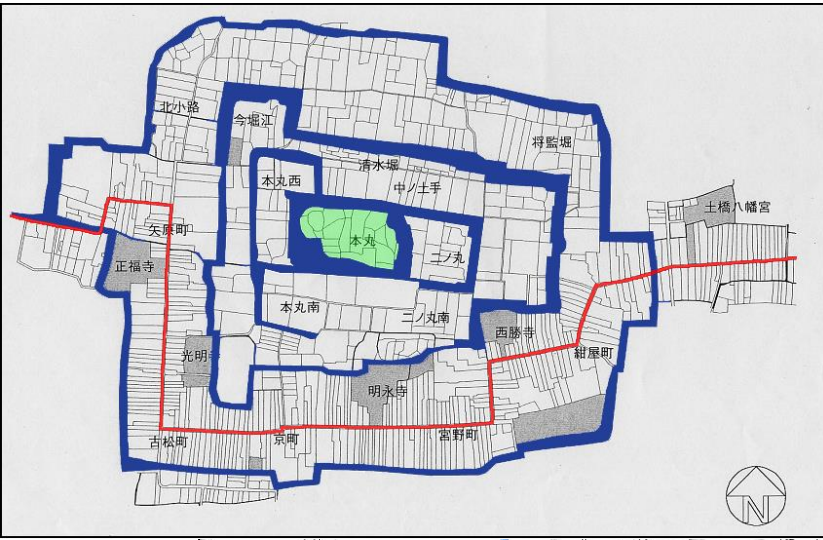 北小路
今堀江
将監堀
清水堀
本丸西
中ノ土手
土橋八幡宮
矢原町
本丸
二ノ丸
正福寺
本丸南
二ノ丸南
西勝寺
光明寺
紺屋町
明永寺
古松町
京町
宮野町
N